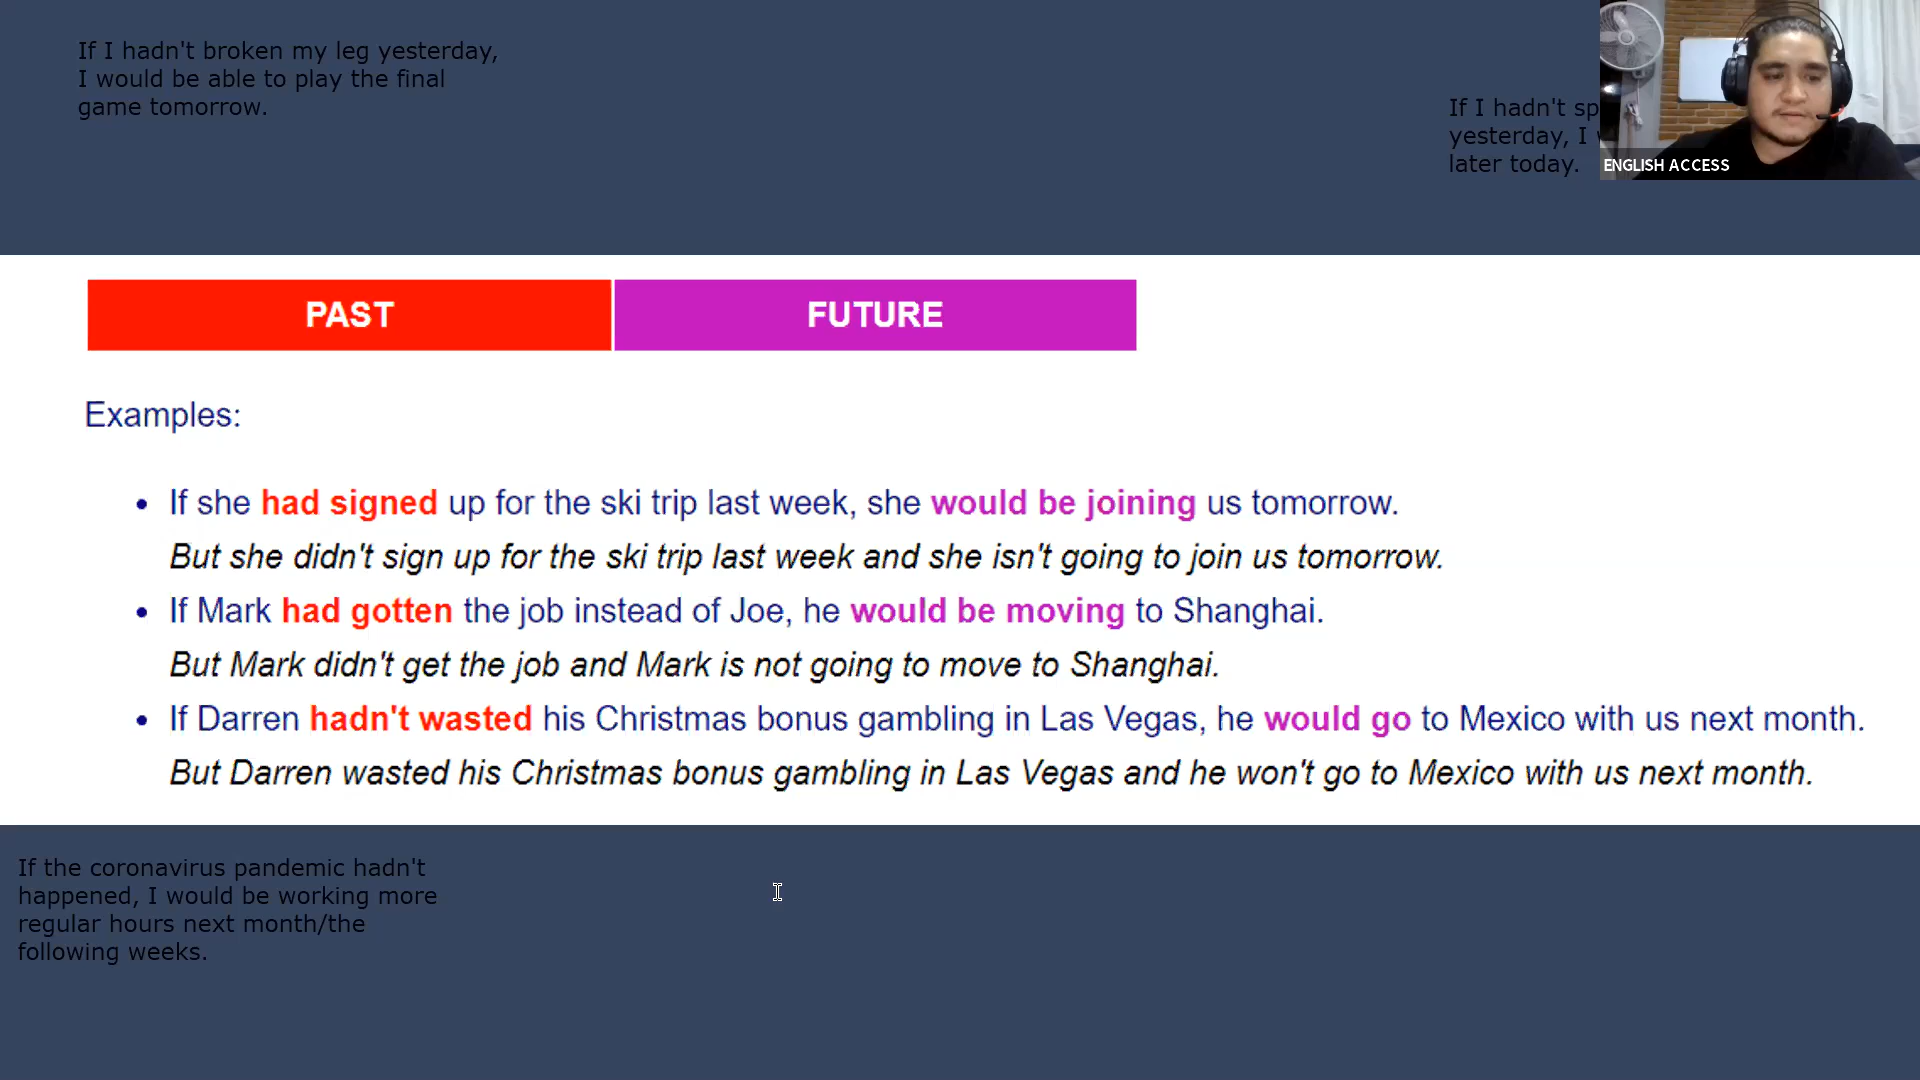 If I hadn't broken my leg yesterday,
I would be able to play the final
game tomorrow.
If I hadn't
yesterday, I
later today.
ENGLISH ACCESS
PAST
FUTURE
Examples:
• If she had signed up for the ski trip last week, she would be joining us tomorrow.
But she didn't sign up for the ski trip last week and she isn't going to join us tomorrow.
• If Mark had gotten the job instead of Joe, he would be moving to Shanghai.
But Mark didn't get the job and Mark is not going to move to Shanghai.
• If Darren hadn't wasted his Christmas bonus gambling in Las Vegas, he would go to Mexico with us next month.
But Darren wasted his Christmas bonus gambling in Las Vegas and he won't go to Mexico with us next month.
If the coronavirus pandemic hadn't
happened, I would be working more
regular hours next month/the
following weeks.